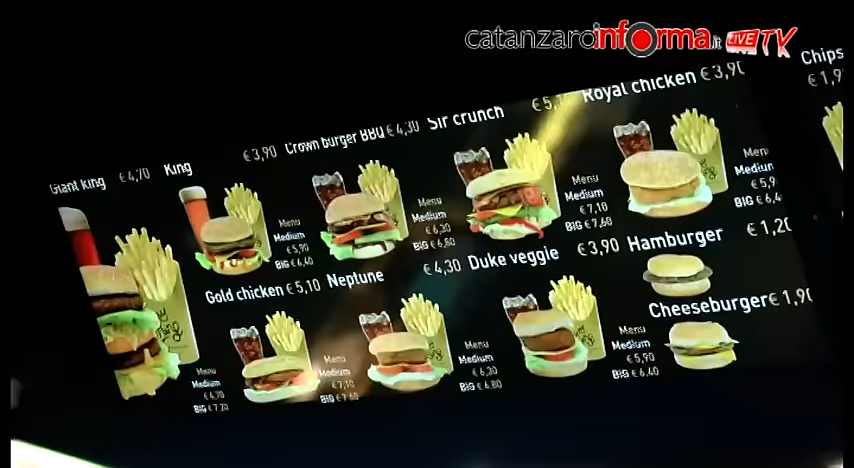 catanzaroinforma.it LIVE TV
Giant king €4,70
King €3,90
Crown burger BBQ €4,30
Sir crunch €5,10
Royal chicken €3,90
Chips
€1,9
Menu
Medium
€5,90
BIG €6,40
Menu
Medium
€6,30
BIG €6,80
Menu
Medium
€7,10
BIG €7,60
Medium
€5,9
BIG €6,4
Gold chicken €5,10
Neptune €4,30
Duke veggie €3,90
Hamburger €1,20
Cheeseburger €1,90
Menu
Medium
BIG €7,20
Menu
Medium
€7,10
BIG €7,60
Menu
Medium
€6,30
BIG €6,80
Menu
Medium
€5,90
BIG €6,40